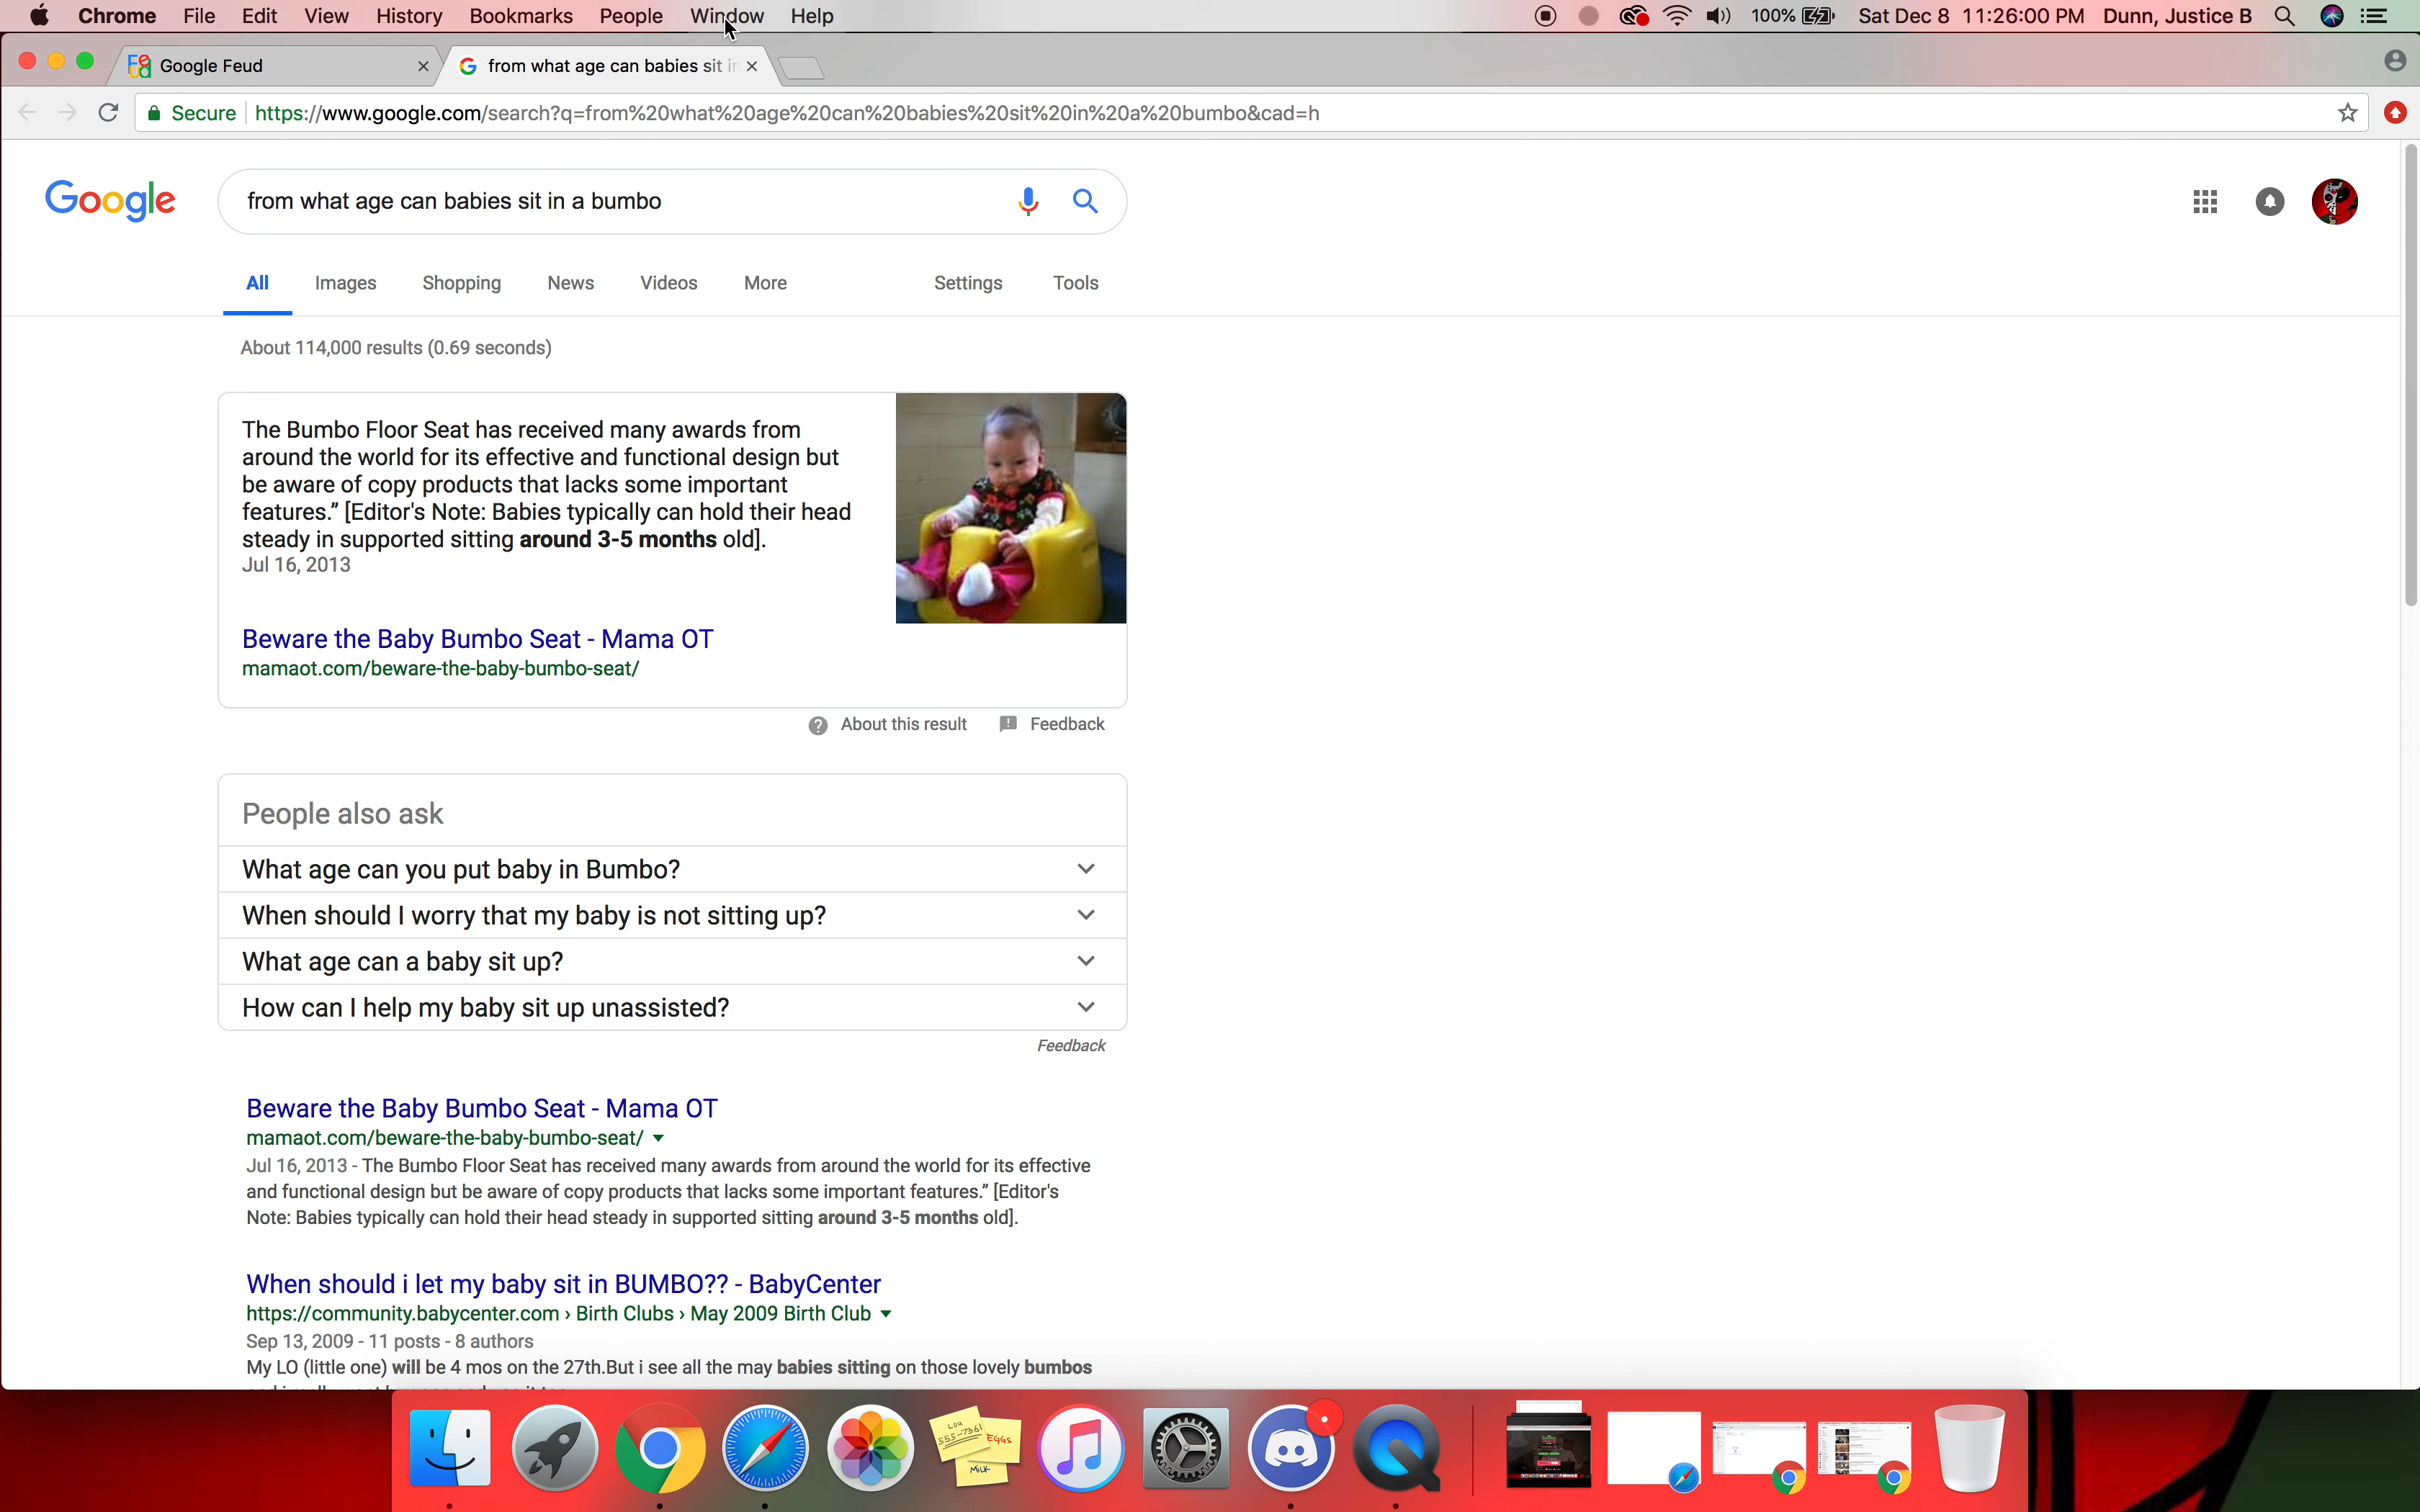 Chrome File Edit View History Bookmarks People Window Help 100% Sat Dec 8 11:26:00 PM Dunn, Justice B
Google Feud from what age can babies sit in
Secure https://www.google.com/search?q=from%20what%20age%20can%20babies%20sit%20in%20a%20bumbo&cad=h
Google from what age can babies sit in a bumbo
All Images Shopping News Videos More Settings Tools
About 114,000 results (0.69 seconds)
The Bumbo Floor Seat has received many awards from
around the world for its effective and functional design but
be aware of copy products that lacks some important
features.” [Editor's Note: Babies typically can hold their head
steady in supported sitting around 3-5 months old].
Jul 16, 2013
Beware the Baby Bumbo Seat - Mama OT
mamaot.com/beware-the-baby-bumbo-seat/
About this result Feedback
People also ask
What age can you put baby in Bumbo?
When should I worry that my baby is not sitting up?
What age can a baby sit up?
How can I help my baby sit up unassisted?
Feedback
Beware the Baby Bumbo Seat - Mama OT
mamaot.com/beware-the-baby-bumbo-seat/
Jul 16, 2013 - The Bumbo Floor Seat has received many awards from around the world for its effective
and functional design but be aware of copy products that lacks some important features.” [Editor's
Note: Babies typically can hold their head steady in supported sitting around 3-5 months old].
When should i let my baby sit in BUMBO?? - BabyCenter
https://community.babycenter.com › Birth Clubs › May 2009 Birth Club
Sep 13, 2009 - 11 posts - 8 authors
My LO (little one) will be 4 mos on the 27th.But i see all the may babies sitting on those lovely bumbos
LOU
555-7361
EGGS
MILK